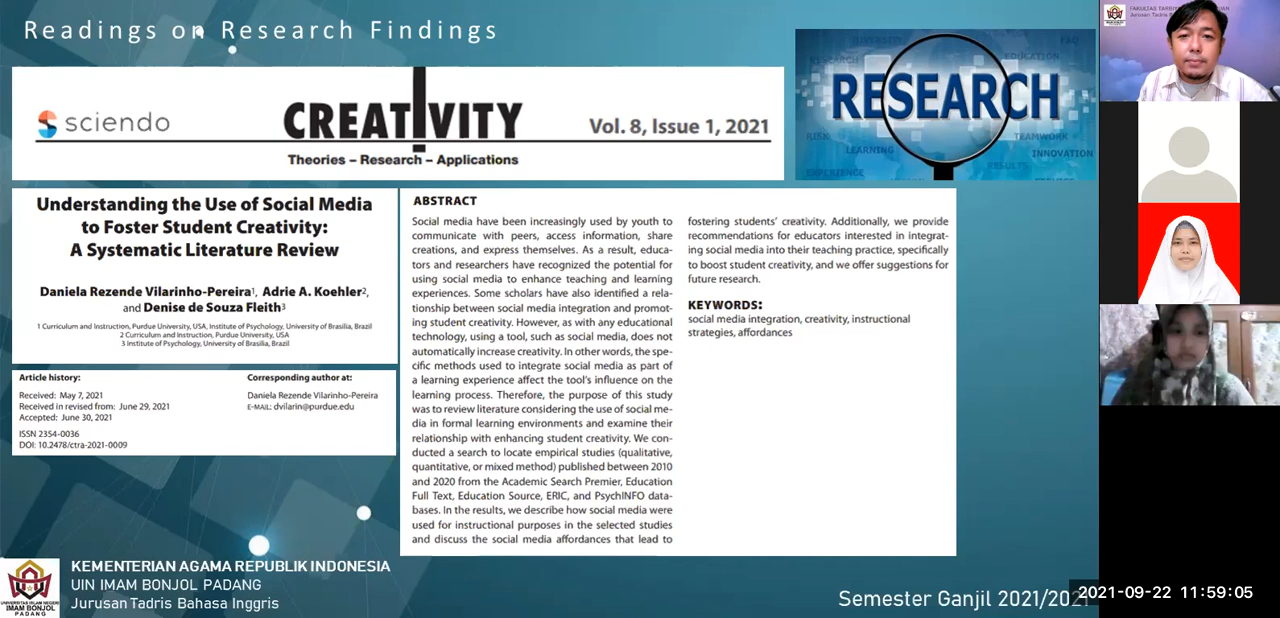 Readings on Research Findings
sciendo
CREATIVITY
Vol. 8, Issue 1, 2021
Theories – Research – Applications
RESEARCH
EDUCATION
FAQ
RISK
LEARNING
EXPERIENCE
TEAMWORK
INNOVATION
RESULTS
Understanding the Use of Social Media
to Foster Student Creativity:
A Systematic Literature Review
Daniela Rezende Vilarinho-Pereira1, Adrie A. Koehler2,
and Denise de Souza Fleith3
1 Curriculum and Instruction, Purdue University, USA, Institute of Psychology, University of Brasilia, Brazil
2 Curriculum and Instruction, Purdue University, USA
3 Institute of Psychology, University of Brasilia, Brazil
Article history:
Received: May 7, 2021
Received in revised from: June 29, 2021
Accepted: June 30, 2021
ISSN 2354-0036
DOI: 10.2478/ctra-2021-0009
Corresponding author at:
Daniela Rezende Vilarinho-Pereira
E-MAIL: dvilarin@purdue.edu
ABSTRACT
Social media have been increasingly used by youth to
communicate with peers, access information, share
creations, and express themselves. As a result, educa-
tors and researchers have recognized the potential for
using social media to enhance teaching and learning
experiences. Some scholars have also identified a rela-
tionship between social media integration and promot-
ing student creativity. However, as with any educational
technology, using a tool, such as social media, does not
automatically increase creativity. In other words, the spe-
cific methods used to integrate social media as part of
a learning experience affect the tool's influence on the
learning process. Therefore, the purpose of this study
was to review literature considering the use of social me-
dia in formal learning environments and examine their
relationship with enhancing student creativity. We con-
ducted a search to locate empirical studies (qualitative,
quantitative, or mixed method) published between 2010
and 2020 from the Academic Search Premier, Education
Full Text, Education Source, ERIC, and PsychINFO data-
bases. In the results, we describe how social media were
used for instructional purposes in the selected studies
and discuss the social media affordances that lead to
fostering students' creativity. Additionally, we provide
recommendations for educators interested in integrat-
ing social media into their teaching practice, specifically
to boost student creativity, and we offer suggestions for
future research.
KEYWORDS:
social media integration, creativity, instructional
strategies, affordances
UNIVERSITAS ISLAM NEGERI
IMAM BONJOL
PADANG
KEMENTERIAN AGAMA REPUBLIK INDONESIA
UIN IMAM BONJOL PADANG
Jurusan Tadris Bahasa Inggris
Semester Ganjil 2021/2021
2021-09-22 11:59:05